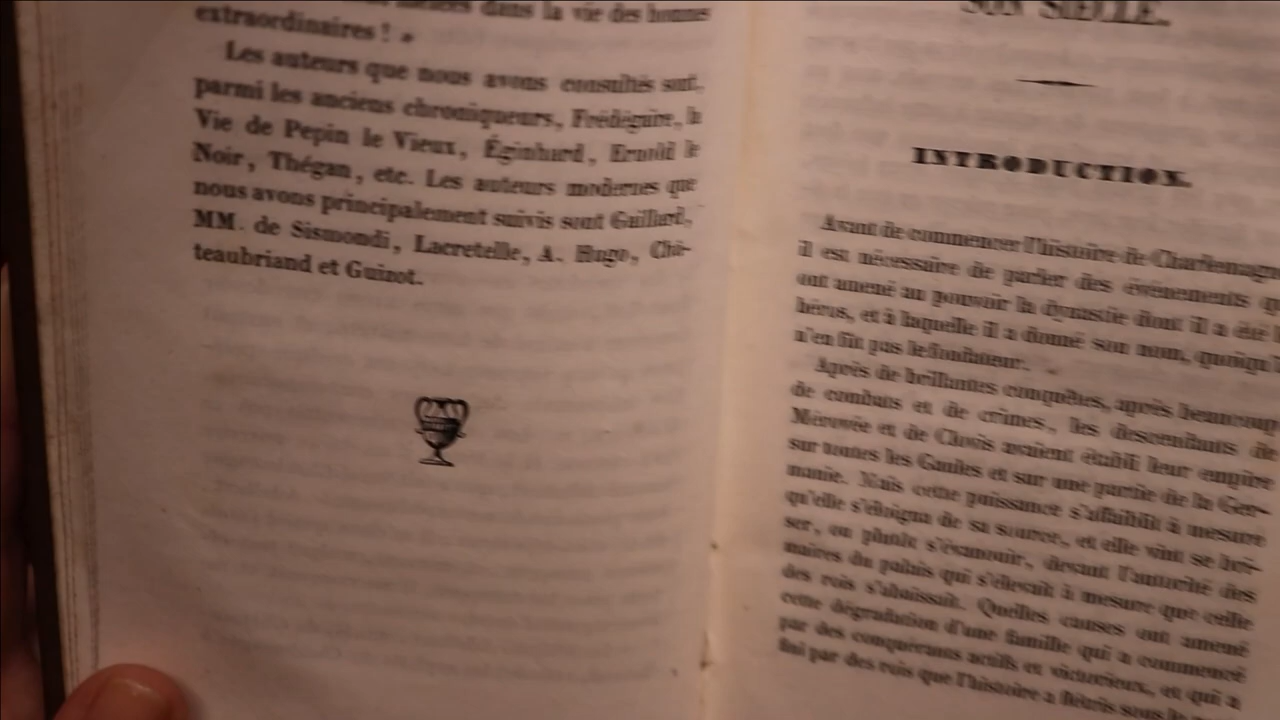 dans la vie des hommes
extraordinaires ! »
Les auteurs que nous avons consultés sont,
parmi les anciens chroniqueurs, Frédégaire, la
Vie de Pepin le Vieux, Éginhard, Ernold le
Noir, Thégan, etc. Les auteurs modernes que
nous avons principalement suivis sont Gaillard,
MM. de Sismondi, Lacretelle, A. Hugo, Châ-
teaubriand et Guizot.
SON SIÈCLE.
INTRODUCTION.
Avant de commencer l'histoire de Charlemagne
il est nécessaire de parler des événements
ont amené au pouvoir la dynastie dont il a été
héros, et à laquelle il a donné son nom, quoiqu'il
n'en fût pas le fondateur.
Après de brillantes conquêtes, après beaucoup
de combats et de crimes, les descendants de
Mérovée et de Clovis avaient établi leur empire
sur toutes les Gaules et sur une partie de la Ger-
manie. Mais cette puissance s'affaiblit à mesure
qu'elle s'éloigna de sa source, et elle vint se bri-
ser, ou plutôt s'évanouir, devant l'autorité des
maires du palais qui s'élevait à mesure que celle
des rois s'abaissait. Quelles causes ont amené
cette dégradation d'une famille qui a commencé
par des conquérants actifs et victorieux, et qui a
fini par des rois que l'histoire a flétris sous le